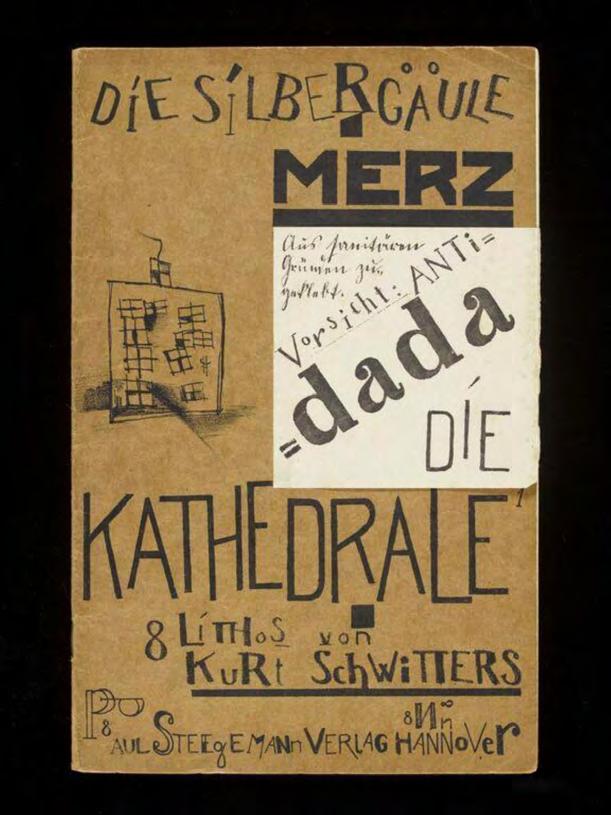 DiE SiLBERGÄULE
MERZ
Aus sanitären
Gründen zu-
geklebt.
Vorsicht: ANTi=
=dada
DIE
KATHEDRALE
8 LiTHoS von
KuRt SchWiTTERS
PAUL STEEgEMANn VERLAG HANNoVer